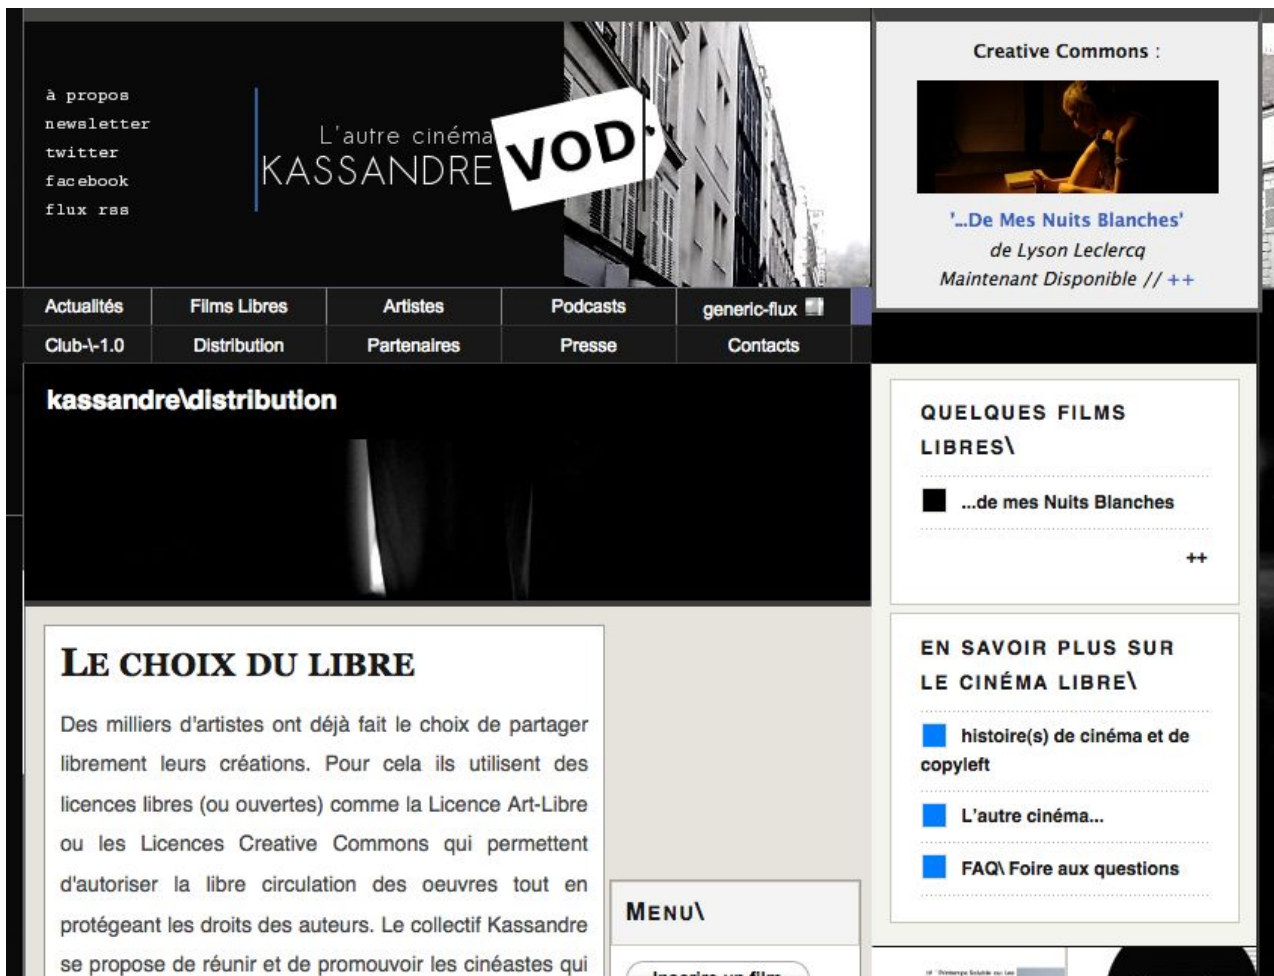 à propos
newsletter
twitter
facebook
flux rss
L'autre cinéma
KASSANDRE
VOD
Creative Commons :
'...De Mes Nuits Blanches'
de Lyson Leclercq
Maintenant Disponible // ++
Actualités Films Libres Artistes Podcasts generic-flux
Club-\-1.0 Distribution Partenaires Presse Contacts
kassandre\distribution
LE CHOIX DU LIBRE
Des milliers d'artistes ont déjà fait le choix de partager
librement leurs créations. Pour cela ils utilisent des
licences libres (ou ouvertes) comme la Licence Art-Libre
ou les Licences Creative Commons qui permettent
d'autoriser la libre circulation des oeuvres tout en
protégeant les droits des auteurs. Le collectif Kassandre
se propose de réunir et de promouvoir les cinéastes qui
MENU\
Inscrire un film
QUELQUES FILMS
LIBRES\
...de mes Nuits Blanches
++
EN SAVOIR PLUS SUR
LE CINÉMA LIBRE\
histoire(s) de cinéma et de
copyleft
L'autre cinéma...
FAQ\ Foire aux questions